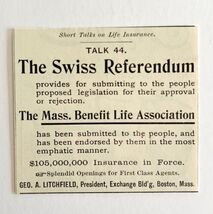 Short Talks on Life Insurance.
TALK 44.
The Swiss Referendum
provides for submitting to the people
proposed legislation for their approval
or rejection.
The Mass. Benefit Life Association
has been submitted to the people, and
has been endorsed by them in the most
emphatic manner.
$105,000,000 Insurance in Force.
Splendid Openings for First Class Agents.
GEO. A. LITCHFIELD, President, Exchange Bld'g, Boston, Mass.